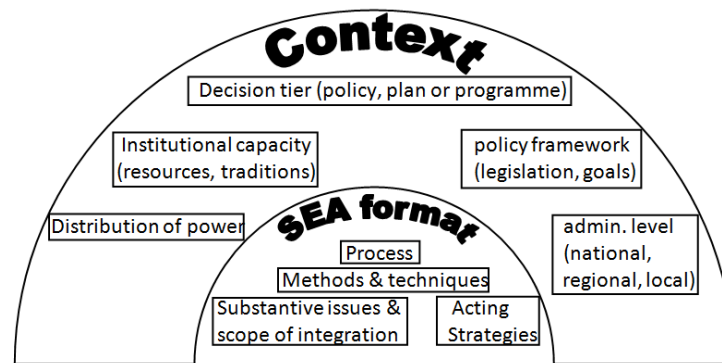 Context
Decision tier (policy, plan or programme)
Institutional capacity
(resources, traditions)
policy framework
(legislation, goals)
Distribution of power
admin. level
(national,
regional, local)
SEA format
Process
Methods & techniques
Substantive issues &
scope of integration
Acting
Strategies